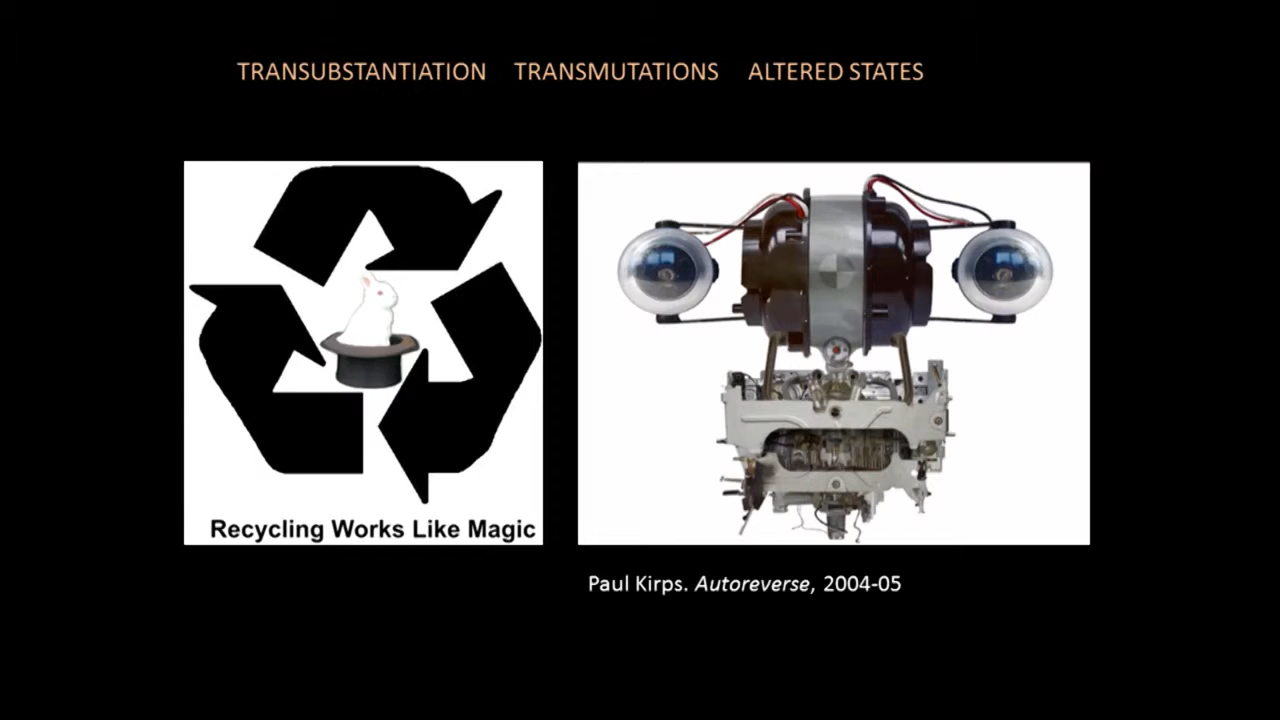 TRANSUBSTANTIATION TRANSMUTATIONS ALTERED STATES
Recycling Works Like Magic
Paul Kirps. Autoreverse, 2004-05